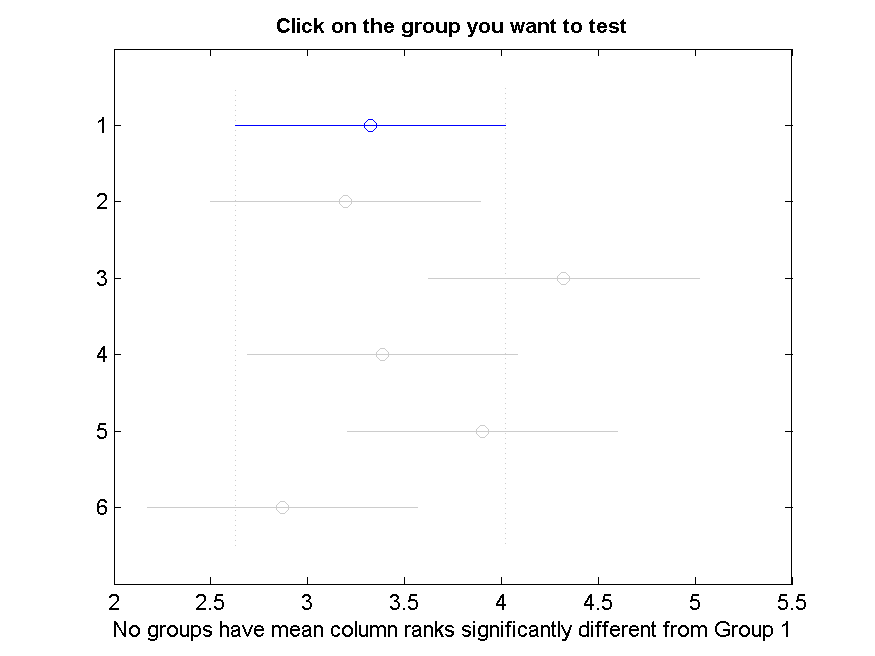 Click on the group you want to test
1
2
3
4
5
6
2 2.5 3 3.5 4 4.5 5 5.5
No groups have mean column ranks significantly different from Group 1